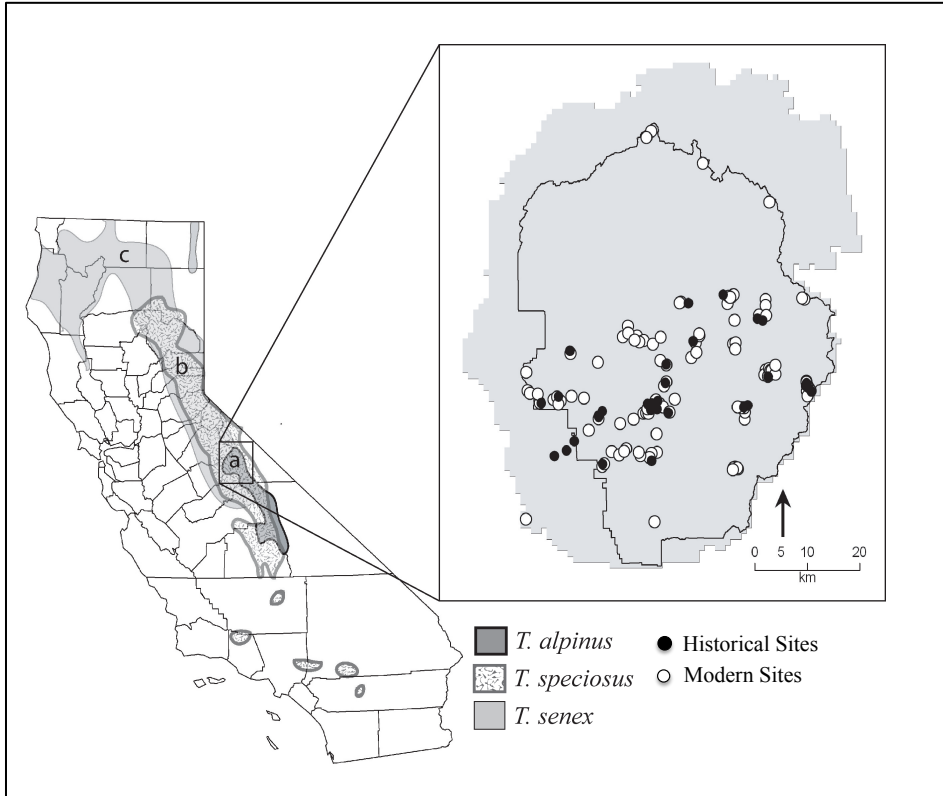 c
b
a
0 5 10 20
km
T. alpinus
T. speciosus
T. senex
Historical Sites
Modern Sites